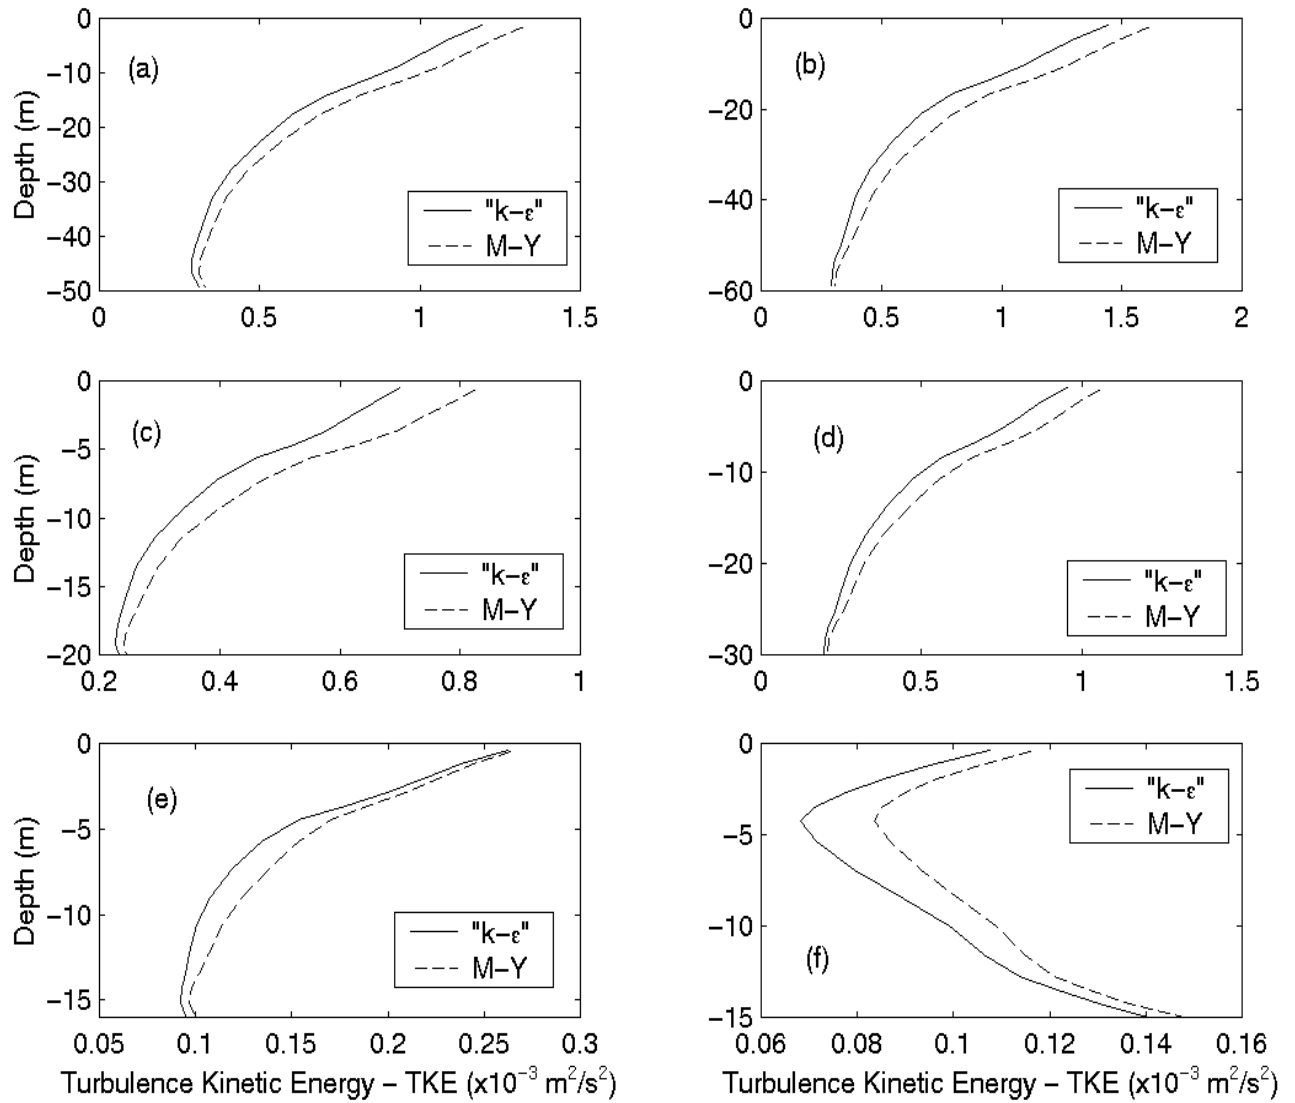 0
−10
−20
−30
−40
−50
Depth (m)
(a)
"k−ε"
M−Y
0
0.5
1
1.5
0
−20
−40
−60
(b)
"k−ε"
M−Y
0
0.5
1
1.5
2
0
−5
−10
−15
−20
Depth (m)
(c)
"k−ε"
M−Y
0.2
0.4
0.6
0.8
1
0
−10
−20
−30
(d)
"k−ε"
M−Y
0
0.5
1
1.5
0
−5
−10
−15
Depth (m)
(e)
"k−ε"
M−Y
0.05
0.1
0.15
0.2
0.25
0.3
Turbulence Kinetic Energy − TKE (x10⁻³ m²/s²)
0
−5
−10
−15
(f)
"k−ε"
M−Y
0.06
0.08
0.1
0.12
0.14
0.16
Turbulence Kinetic Energy − TKE (x10⁻³ m²/s²)